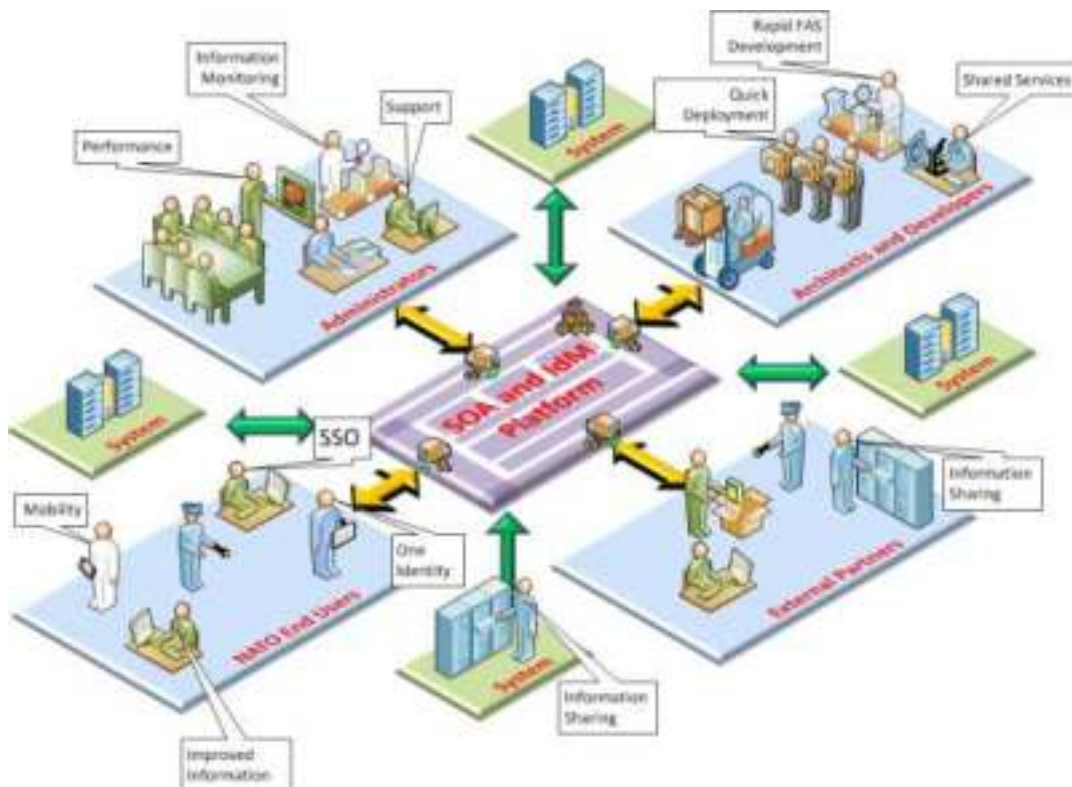 Rapid FAS
Development
Information
Monitoring
Shared Services
Support
Quick
Deployment
System
Performance
Administrators
Architects and Developers
SOA and IdM
Platform
System
System
SSO
Information
Sharing
Mobility
One
Identity
NATO End Users
External Partners
System
Information
Sharing
Improved
Information